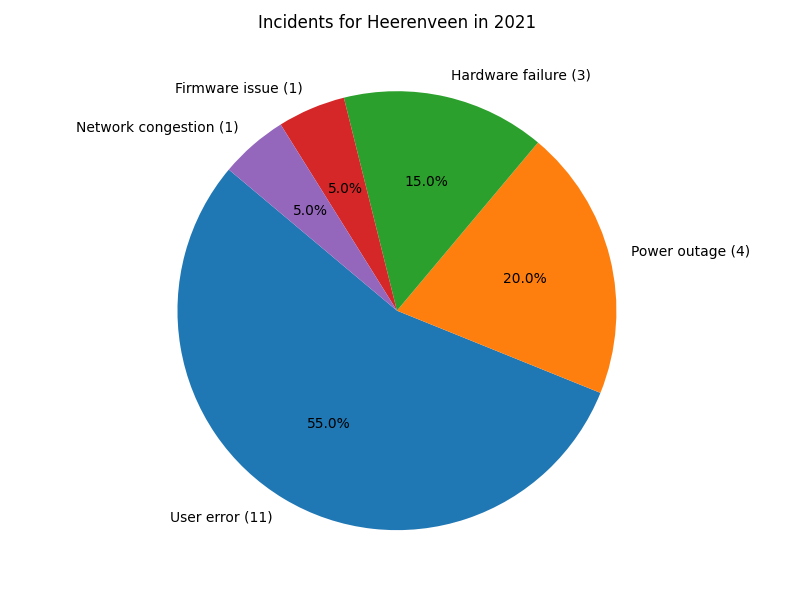 Incidents for Heerenveen in 2021
Hardware failure (3)
Firmware issue (1)
Network congestion (1)
15.0%
5.0%
5.0%
Power outage (4)
20.0%
55.0%
User error (11)